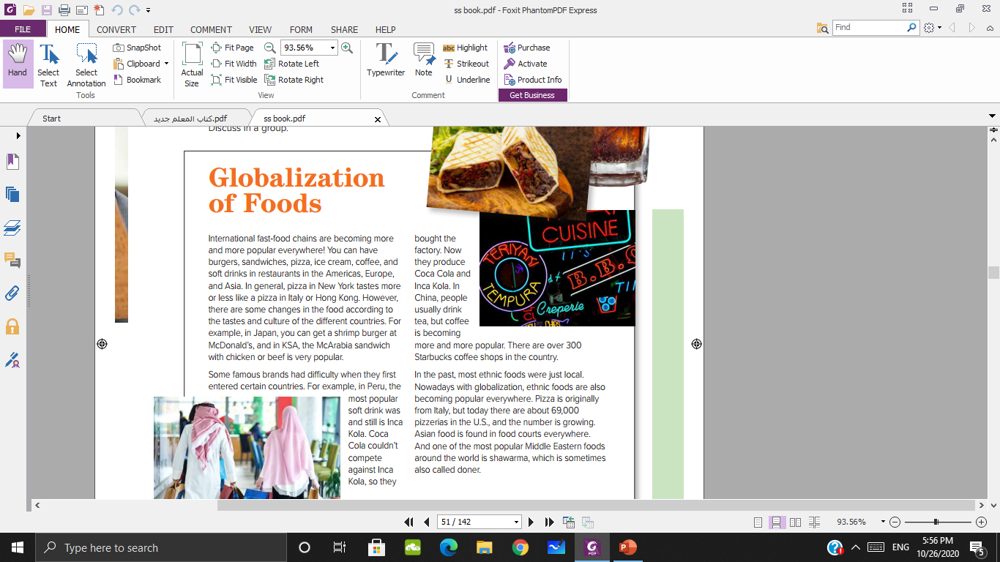 ss book.pdf - Foxit PhantomPDF Express
FILE
HOME
CONVERT
EDIT
COMMENT
VIEW
FORM
SHARE
HELP
Find
Hand
Select
Text
Select
Annotation
SnapShot
Clipboard
Bookmark
Tools
Actual
Size
Fit Page
Fit Width
Fit Visible
93.56%
Rotate Left
Rotate Right
View
Typewriter
Note
abc Highlight
T Strikeout
U Underline
Comment
Purchase
Activate
Product Info
Get Business
Start
كتاب المعلم جديد.pdf
ss book.pdf
Discuss in a group.
Globalization
of Foods
International fast-food chains are becoming more
and more popular everywhere! You can have
burgers, sandwiches, pizza, ice cream, coffee, and
soft drinks in restaurants in the Americas, Europe,
and Asia. In general, pizza in New York tastes more
or less like a pizza in Italy or Hong Kong. However,
there are some changes in the food according to
the tastes and culture of the different countries. For
example, in Japan, you can get a shrimp burger at
McDonald's, and in KSA, the McArabia sandwich
with chicken or beef is very popular.
Some famous brands had difficulty when they first
entered certain countries. For example, in Peru, the
most popular
soft drink was
and still is Inca
Kola. Coca
Cola couldn't
compete
against Inca
Kola, so they
bought the
factory. Now
they produce
Coca Cola and
Inca Kola. In
China, people
usually drink
tea, but coffee
is becoming
more and more popular. There are over 300
Starbucks coffee shops in the country.
In the past, most ethnic foods were just local.
Nowadays with globalization, ethnic foods are also
becoming popular everywhere. Pizza is originally
from Italy, but today there are about 69,000
pizzerias in the U.S., and the number is growing.
Asian food is found in food courts everywhere.
And one of the most popular Middle Eastern foods
around the world is shawarma, which is sometimes
also called doner.
CUISINE
IT'S
TERIYAKI
TEMPURA
B.B.Q
Creperie
CHIPS
51 / 142
93.56%
Type here to search
PDF
ENG
5:56 PM
10/26/2020
5